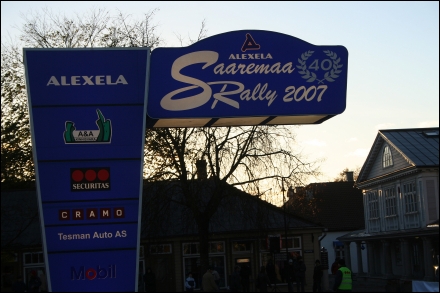 ALEXELA
A&A
SECURITAS
CRAMO
Tesman Auto AS
Mobil
ALEXELA
Saaremaa
Rally 2007
40